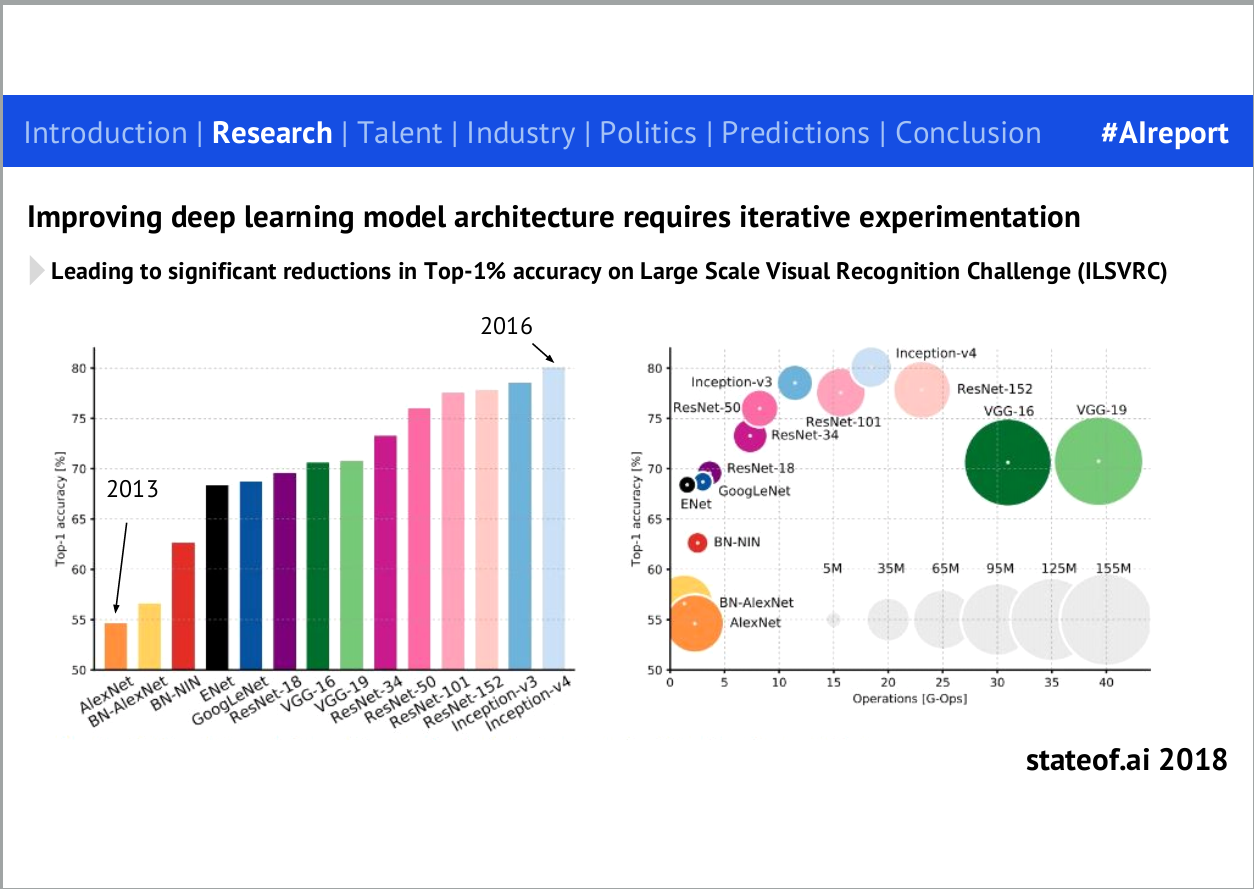 Introduction | Research | Talent | Industry | Politics | Predictions | Conclusion #AIreport
Improving deep learning model architecture requires iterative experimentation
Leading to significant reductions in Top-1% accuracy on Large Scale Visual Recognition Challenge (ILSVRC)
2016
2013
Top-1 accuracy [%]
80
75
70
65
60
55
50
AlexNet
BN-AlexNet
BN-NIN
ENet
GoogLeNet
ResNet-18
VGG-16
VGG-19
ResNet-34
ResNet-50
ResNet-101
ResNet-152
Inception-v3
Inception-v4
Top-1 accuracy [%]
80
75
70
65
60
55
50
Inception-v4
Inception-v3
ResNet-152
ResNet-50
VGG-16
VGG-19
ResNet-101
ResNet-34
ResNet-18
GoogLeNet
ENet
BN-NIN
5M 35M 65M 95M 125M 155M
BN-AlexNet
AlexNet
0 5 10 15 20 25 30 35 40
Operations [G-Ops]
stateof.ai 2018